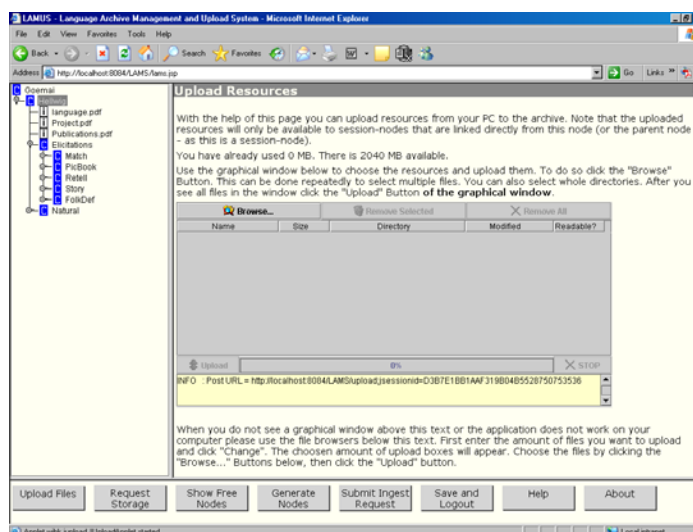 LAMUS - Language Archive Management and Upload System - Microsoft Internet Explorer
File Edit View Favorites Tools Help
Back Search Favorites
Address http://localhost:8084/LAMS/lams.jsp Go Links »
Goemai
language.pdf
Project.pdf
Publications.pdf
Elicitations
Match
PicBook
Retell
Story
FolkDef
Natural
Upload Resources
With the help of this page you can upload resources from your PC to the archive. Note that the uploaded
resources will only be available to session-nodes that are linked directly from this node (or the parent node
- as this is a session-node).
You have already used 0 MB. There is 2040 MB available.
Use the graphical window below to choose the resources and upload them. To do so click the "Browse"
Button. This can be done repeatedly to select multiple files. You can also select whole directories. After you
see all files in the window click the "Upload" Button of the graphical window.
Browse... Remove Selected Remove All
Name Size Directory Modified Readable?
Upload 0% STOP
INFO : Post URL = http://localhost:8084/LAMS/upload;jsessionid=D3B7E1BB1AAF319B04B5528750753536
When you do not see a graphical window above this text or the application does not work on your
computer please use the file browsers below this text. First enter the amount of files you want to upload
and click "Change". The choosen amount of upload boxes will appear. Choose the files by clicking the
"Browse..." Buttons below, then click the "Upload" button.
Upload Files Request Storage Show Free Nodes Generate Nodes Submit Ingest Request Save and Logout Help About